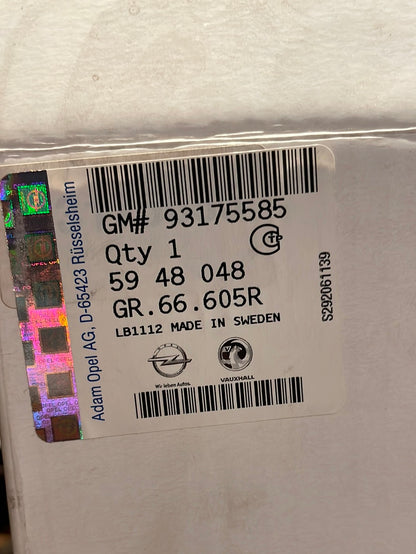 Adam Opel AG, D-65423 Rüsselsheim
GM# 93175585
Qty 1
59 48 048
GR.66.605R
LB1112 MADE IN SWEDEN
Wir leben Autos.
VAUXHALL
S292061139